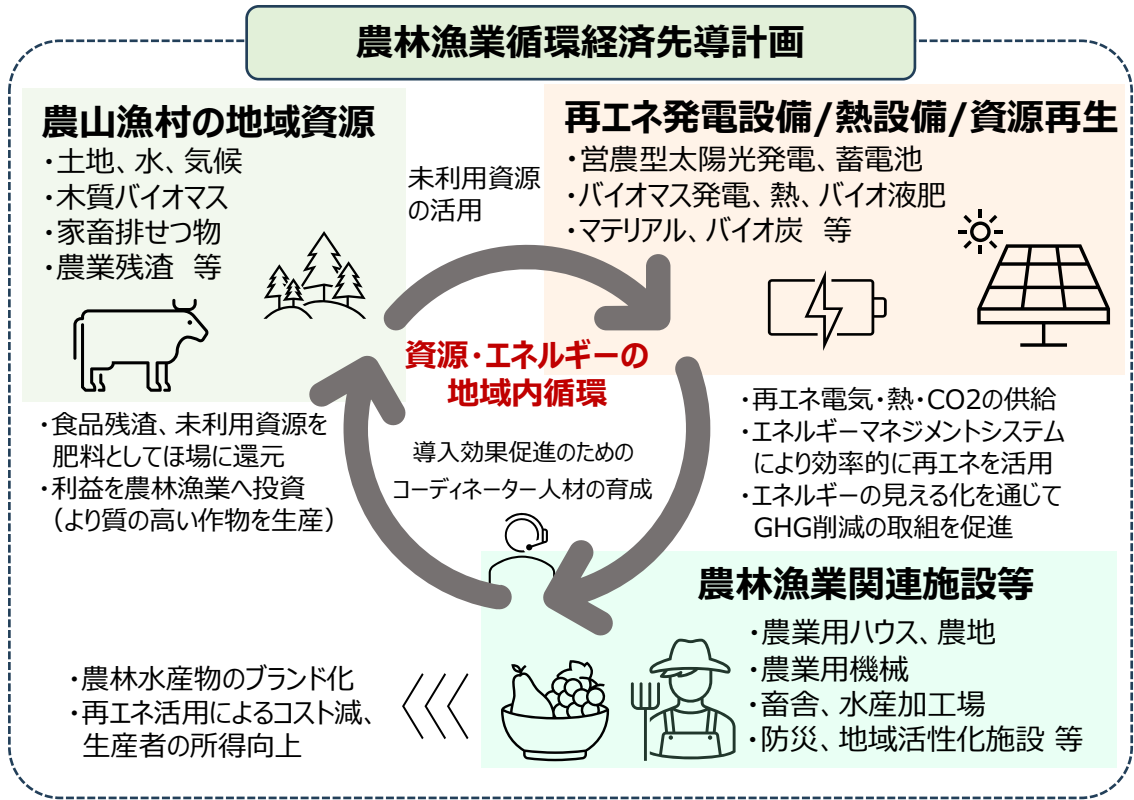 農林漁業循環経済先導計画
農山漁村の地域資源
・土地、水、気候
・木質バイオマス
・家畜排せつ物
・農業残渣 等
未利用資源
の活用
再エネ発電設備/熱設備/資源再生
・営農型太陽光発電、蓄電池
・バイオマス発電、熱、バイオ液肥
・マテリアル、バイオ炭 等
資源・エネルギーの
地域内循環
導入効果促進のための
コーディネーター人材の育成
・再エネ電気・熱・CO2の供給
・エネルギーマネジメントシステム
により効率的に再エネを活用
・エネルギーの見える化を通じて
GHG削減の取組を促進
・食品残渣、未利用資源を
肥料としてほ場に還元
・利益を農林漁業へ投資
（より質の高い作物を生産）
農林漁業関連施設等
・農業用ハウス、農地
・農業用機械
・畜舎、水産加工場
・防災、地域活性化施設 等
・農林水産物のブランド化
・再エネ活用によるコスト減、
生産者の所得向上